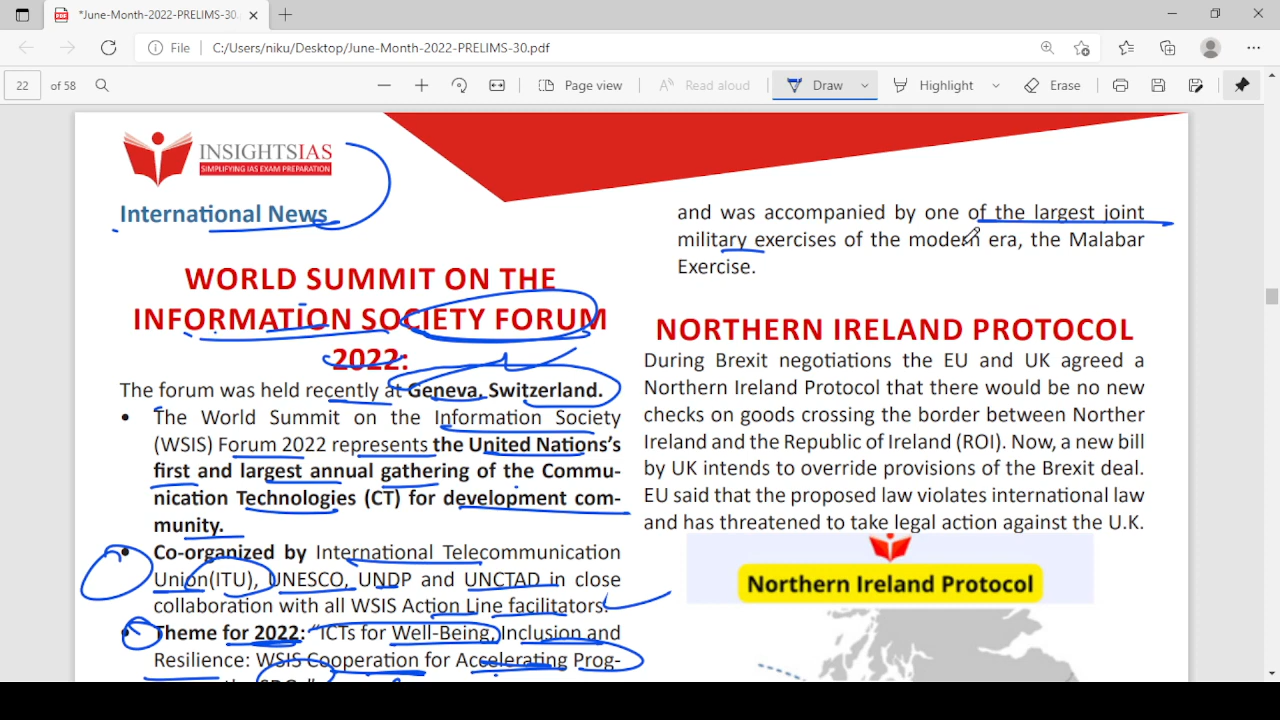 *June-Month-2022-PRELIMS-30.
File C:/Users/niku/Desktop/June-Month-2022-PRELIMS-30.pdf
22 of 58 Page view Read aloud Draw Highlight Erase
INSIGHTSIAS
SIMPLIFYING IAS EXAM PREPARATION
International News
WORLD SUMMIT ON THE
INFORMATION SOCIETY FORUM
2022:
The forum was held recently at Geneva, Switzerland.
• The World Summit on the Information Society
(WSIS) Forum 2022 represents the United Nations's
first and largest annual gathering of the Commu-
nication Technologies (CT) for development com-
munity.
• Co-organized by International Telecommunication
Union(ITU), UNESCO, UNDP and UNCTAD in close
collaboration with all WSIS Action Line facilitators.
• Theme for 2022: "ICTs for Well-Being, Inclusion and
Resilience: WSIS Cooperation for Accelerating Prog-
and was accompanied by one of the largest joint
military exercises of the modern era, the Malabar
Exercise.
NORTHERN IRELAND PROTOCOL
During Brexit negotiations the EU and UK agreed a
Northern Ireland Protocol that there would be no new
checks on goods crossing the border between Norther
Ireland and the Republic of Ireland (ROI). Now, a new bill
by UK intends to override provisions of the Brexit deal.
EU said that the proposed law violates international law
and has threatened to take legal action against the U.K.
Northern Ireland Protocol